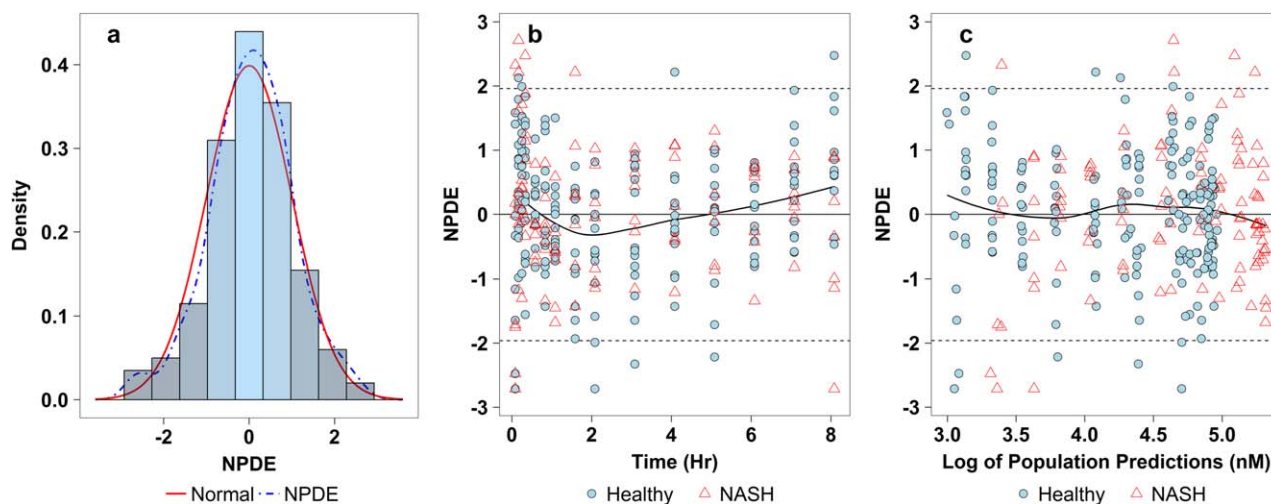 a
Density
0.4
0.3
0.2
0.1
0.0
-2
0
2
NPDE
Normal
NPDE
b
NPDE
3
2
1
0
-1
-2
-3
0
2
4
6
8
Time (Hr)
Healthy
NASH
c
NPDE
3
2
1
0
-1
-2
-3
3.0
3.5
4.0
4.5
5.0
Log of Population Predictions (nM)
Healthy
NASH